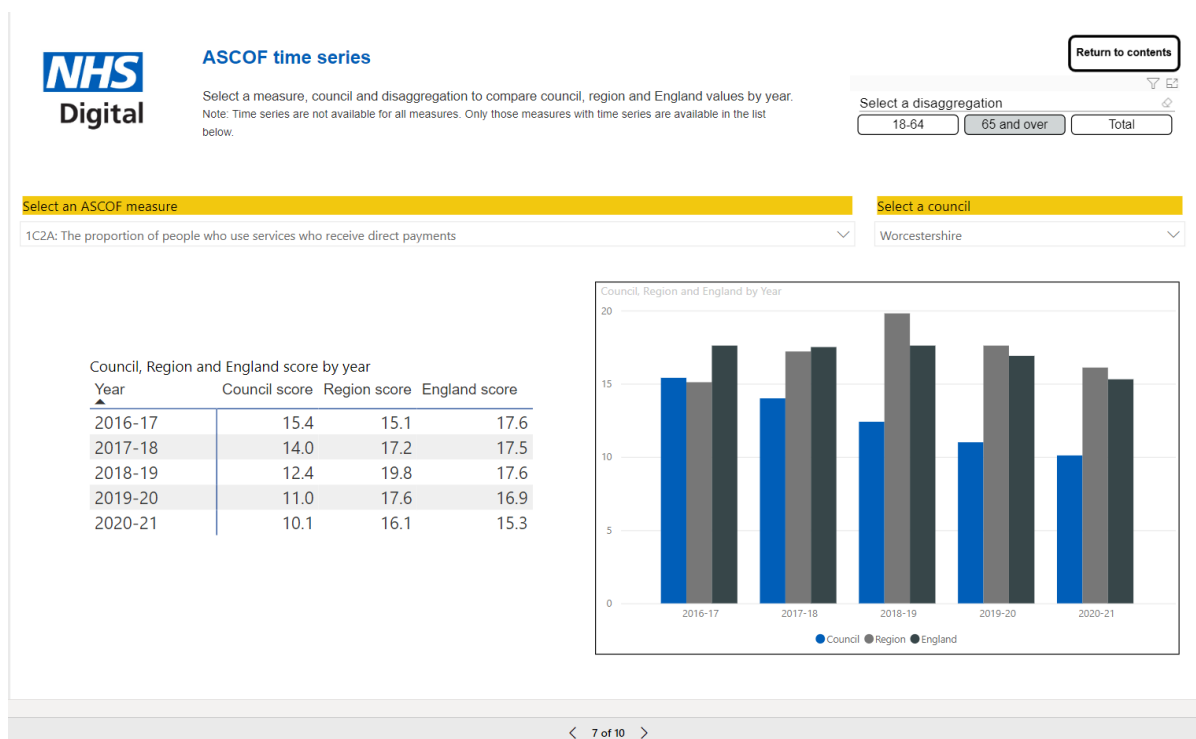 NHS
Digital
ASCOF time series
Select a measure, council and disaggregation to compare council, region and England values by year.
Note: Time series are not available for all measures. Only those measures with time series are available in the list
below.
Return to contents
Select a disaggregation
18-64 65 and over Total
Select an ASCOF measure
1C2A: The proportion of people who use services who receive direct payments
Select a council
Worcestershire
Council, Region and England score by year
Year Council score Region score England score
2016-17 15.4 15.1 17.6
2017-18 14.0 17.2 17.5
2018-19 12.4 19.8 17.6
2019-20 11.0 17.6 16.9
2020-21 10.1 16.1 15.3
Council, Region and England by Year
20
15
10
5
0
2016-17 2017-18 2018-19 2019-20 2020-21
Council Region England
7 of 10